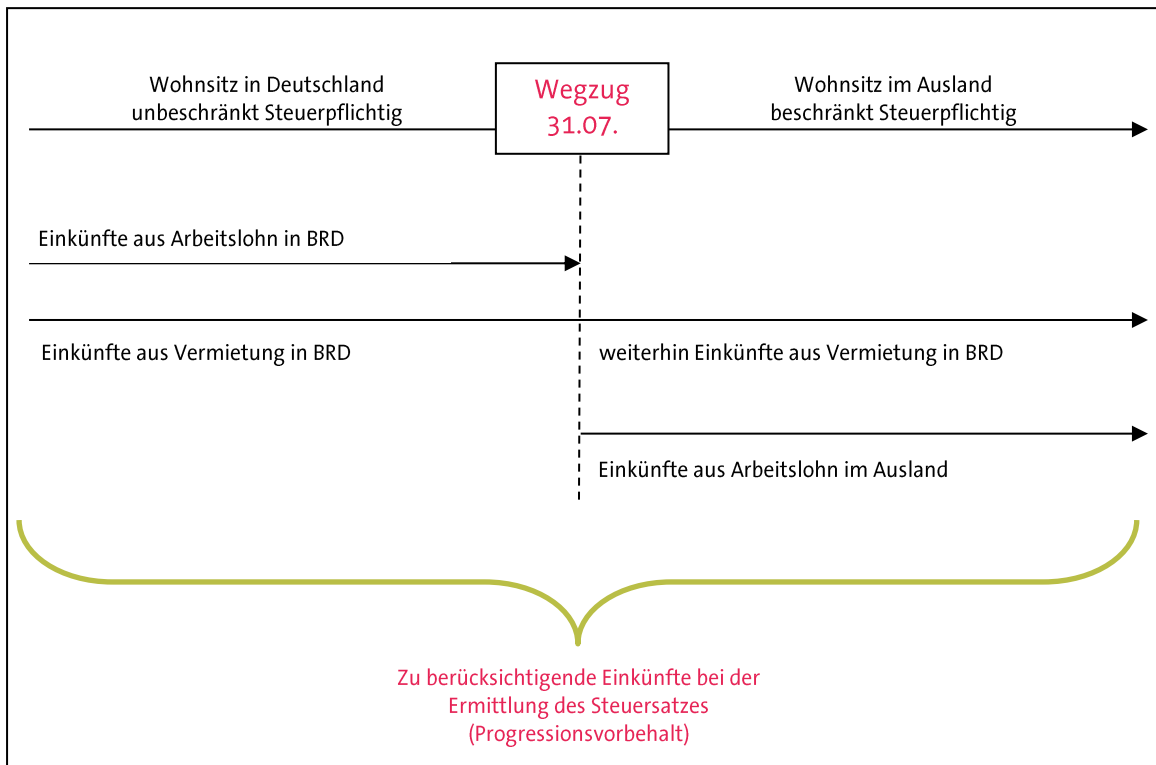 Wohnsitz in Deutschland
unbeschränkt Steuerpflichtig
Wegzug
31.07.
Wohnsitz im Ausland
beschränkt Steuerpflichtig
Einkünfte aus Arbeitslohn in BRD
Einkünfte aus Vermietung in BRD
weiterhin Einkünfte aus Vermietung in BRD
Einkünfte aus Arbeitslohn im Ausland
Zu berücksichtigende Einkünfte bei der
Ermittlung des Steuersatzes
(Progressionsvorbehalt)